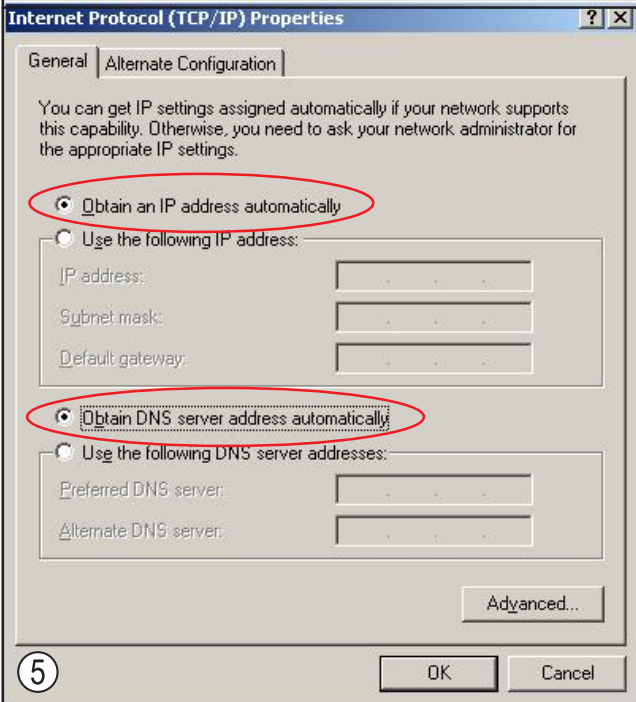 Internet Protocol (TCP/IP) Properties
General
Alternate Configuration
You can get IP settings assigned automatically if your network supports
this capability. Otherwise, you need to ask your network administrator for
the appropriate IP settings.
Obtain an IP address automatically
Use the following IP address:
IP address:
Subnet mask:
Default gateway:
Obtain DNS server address automatically
Use the following DNS server addresses:
Preferred DNS server:
Alternate DNS server:
Advanced...
5
OK
Cancel